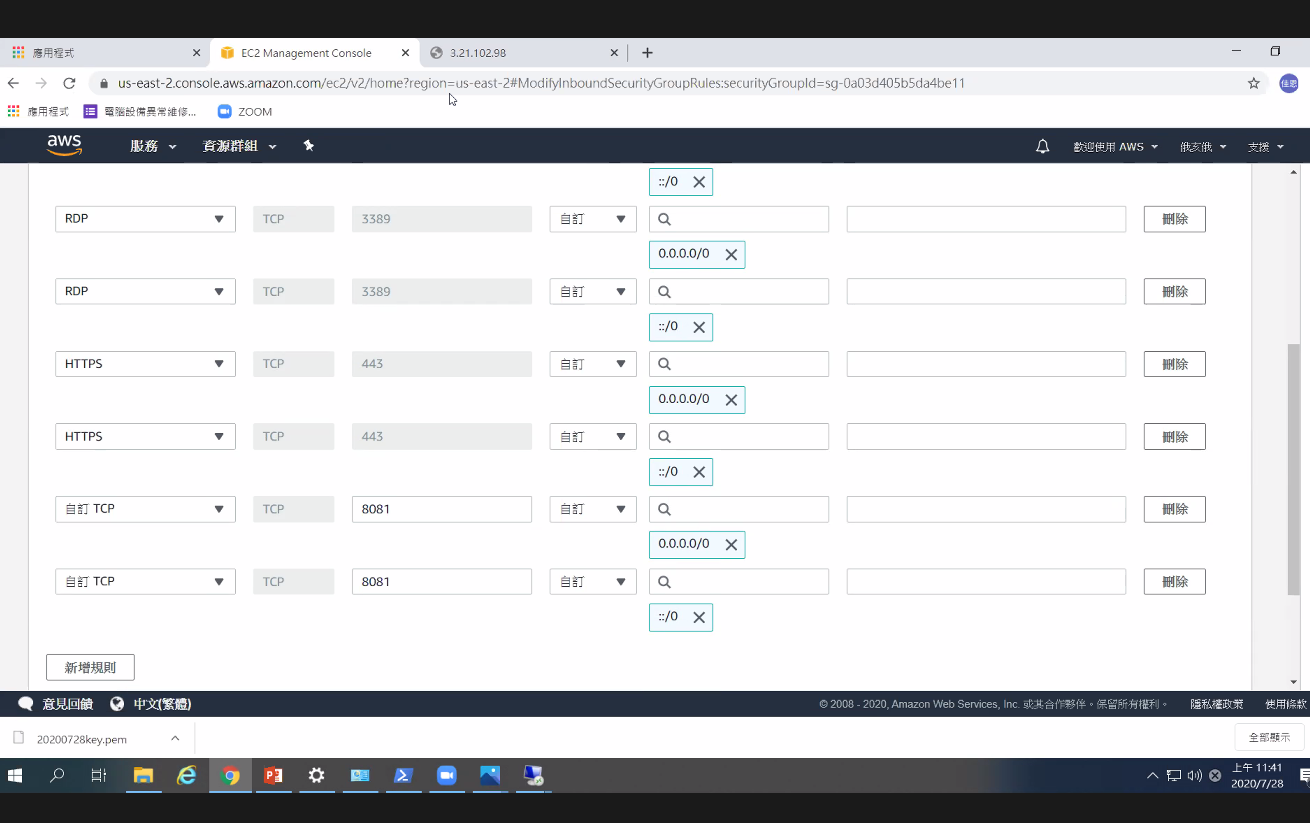 應用程式
EC2 Management Console
3.21.102.98
us-east-2.console.aws.amazon.com/ec2/v2/home?region=us-east-2#ModifyInboundSecurityGroupRules:securityGroupId=sg-0a03d405b5da4be11
佳恩
應用程式 電腦設備異常維修... ZOOM
aws 服務 資源群組 歡迎使用 AWS 俄亥俄 支援
::/0
RDP TCP 3389 自訂 刪除
0.0.0.0/0
RDP TCP 3389 自訂 刪除
::/0
HTTPS TCP 443 自訂 刪除
0.0.0.0/0
HTTPS TCP 443 自訂 刪除
::/0
自訂 TCP TCP 8081 自訂 刪除
0.0.0.0/0
自訂 TCP TCP 8081 自訂 刪除
::/0
新增規則
意見回饋 中文(繁體) © 2008 - 2020, Amazon Web Services, Inc. 或其合作夥伴。保留所有權利。 隱私權政策 使用條款
20200728key.pem 全部顯示
上午 11:41
2020/7/28